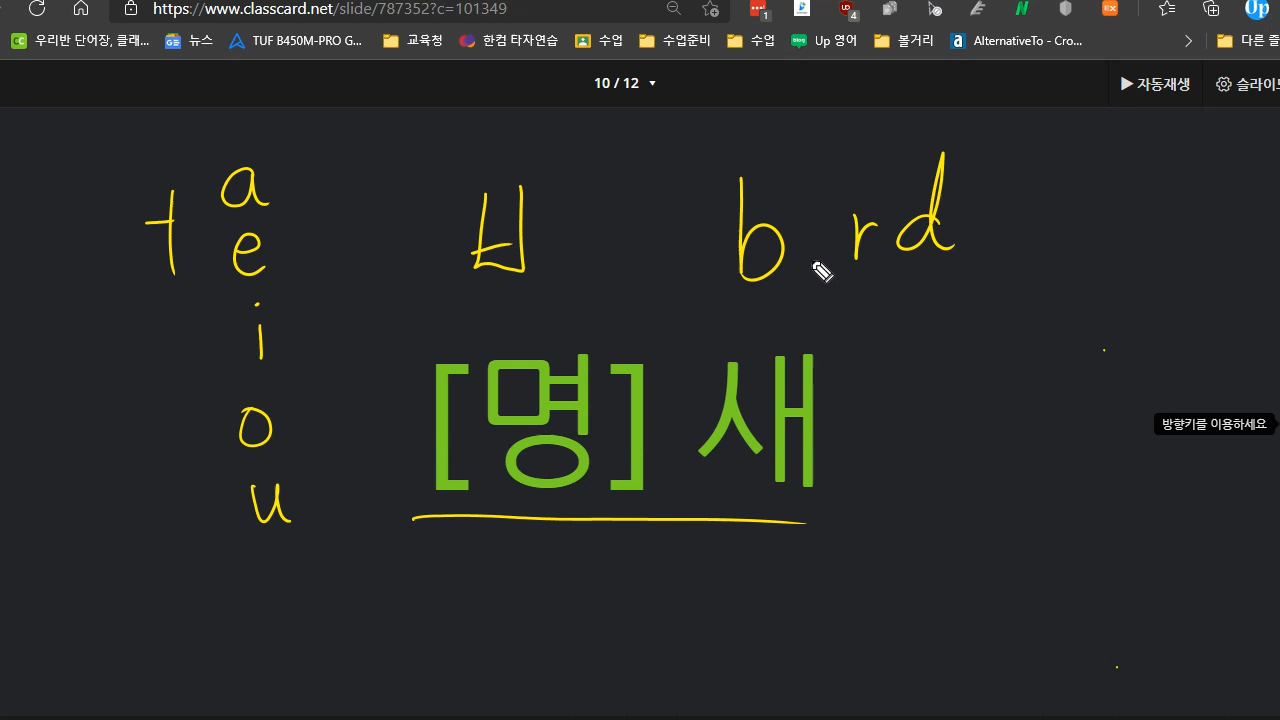 https://www.classcard.net/slide/787352?c=101349
우리반 단어장, 클래... 뉴스 TUF B450M-PRO G... 교육청 한컴 타자연습 수업 수업준비 수업 Up 영어 볼거리 AlternativeTo - Cro... 다른 즐
10 / 12 자동재생 슬라이드
ㅓ a ㅂ b rd
e
i
[명] 새
방향키를 이용하세요
o
u